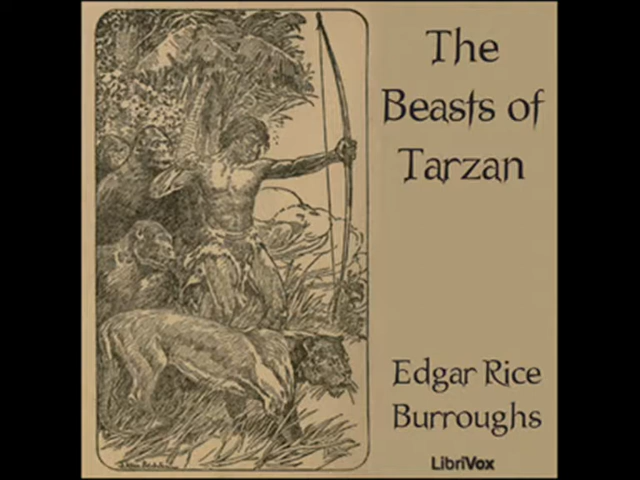 The
Beasts of
Tarzan
Edgar Rice
Burroughs
LibriVox